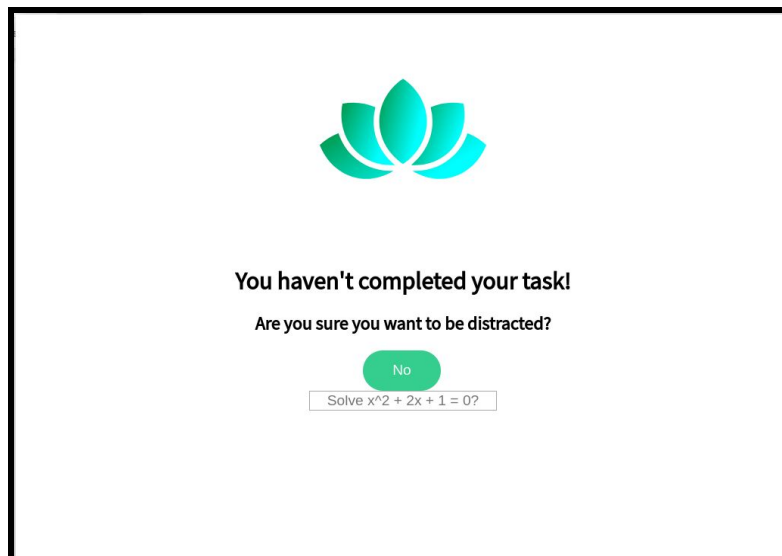 You haven't completed your task!
Are you sure you want to be distracted?
No
Solve x^2 + 2x + 1 = 0?